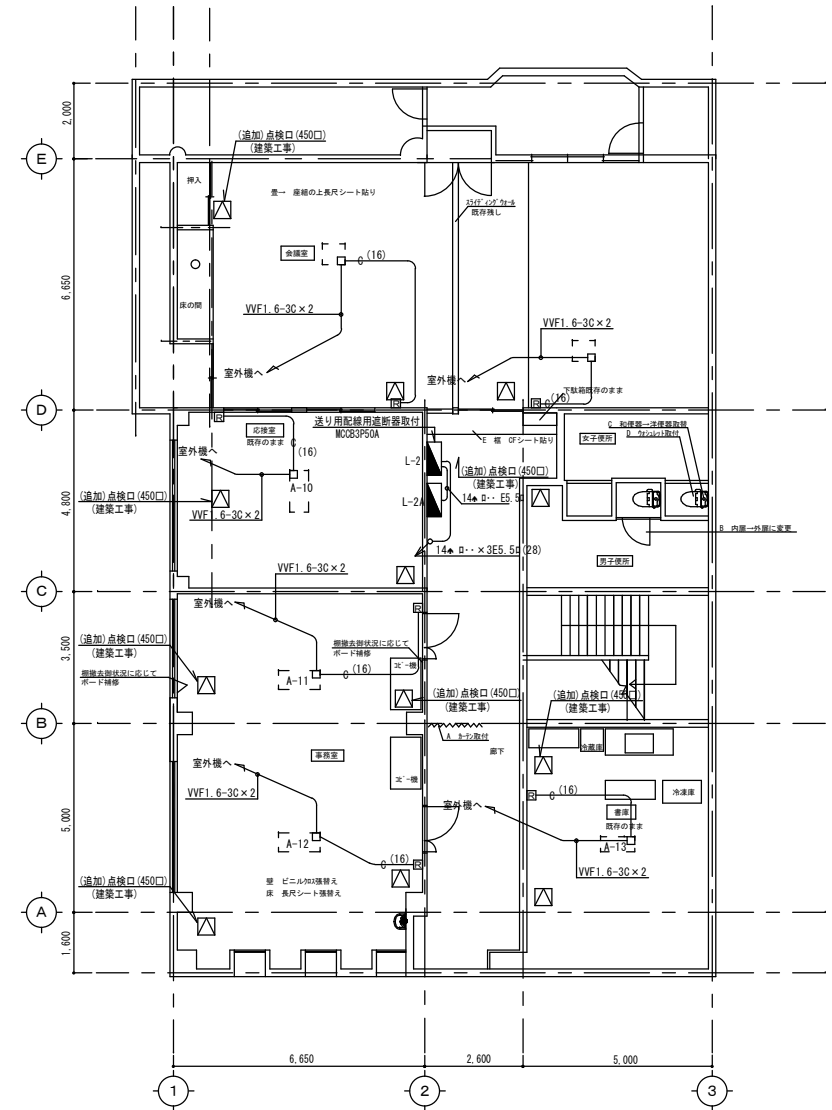 2,000
E
(追加)点検口(450□)
(建築工事)
押入
畳→ 座組の上長尺シート貼り
スライディングウォール
既存残し
会議室
C (16)
6,650
床の間
VVF1.6-3C×2
VVF1.6-3C×2
室外機へ
室外機へ
下駄箱既存のまま
R
R C (16)
D
R
応接室
既存のまま
C (16)
送り用配線用遮断器取付
MCCB3P50A
E 框 CFシート貼り
C 和便器→洋便器取替
D ウォシュレット取付
女子便所
室外機へ
L-2
(追加)点検口(450□)
(建築工事)
A-10
4,800
(追加)点検口(450□)
(建築工事)
L-2A
VVF1.6-3C×2
B 内扉→外扉に変更
男子便所
VVF1.6-3C×2
C
室外機へ
R
3,500
(追加)点検口(450□)
(建築工事)
棚撤去御状況に応じて
ボード補修
棚撤去御状況に応じて
ボード補修
コピー機
A-11
C (16)
(追加)点検口(450□)
(建築工事)
(追加)点検口(450□)
(建築工事)
B
A カーテン取付
廊下
冷蔵庫
事務室
コピー機
室外機へ
VVF1.6-3C×2
R C (16)
冷凍庫
室外機へ
書庫
既存のまま
5,000
A-12
C (16)
R
A-13
VVF1.6-3C×2
(追加)点検口(450□)
(建築工事)
壁 ビニルクロス張替え
床 長尺シート張替え
A
1,600
6,650
2,600
5,000
1
2
3